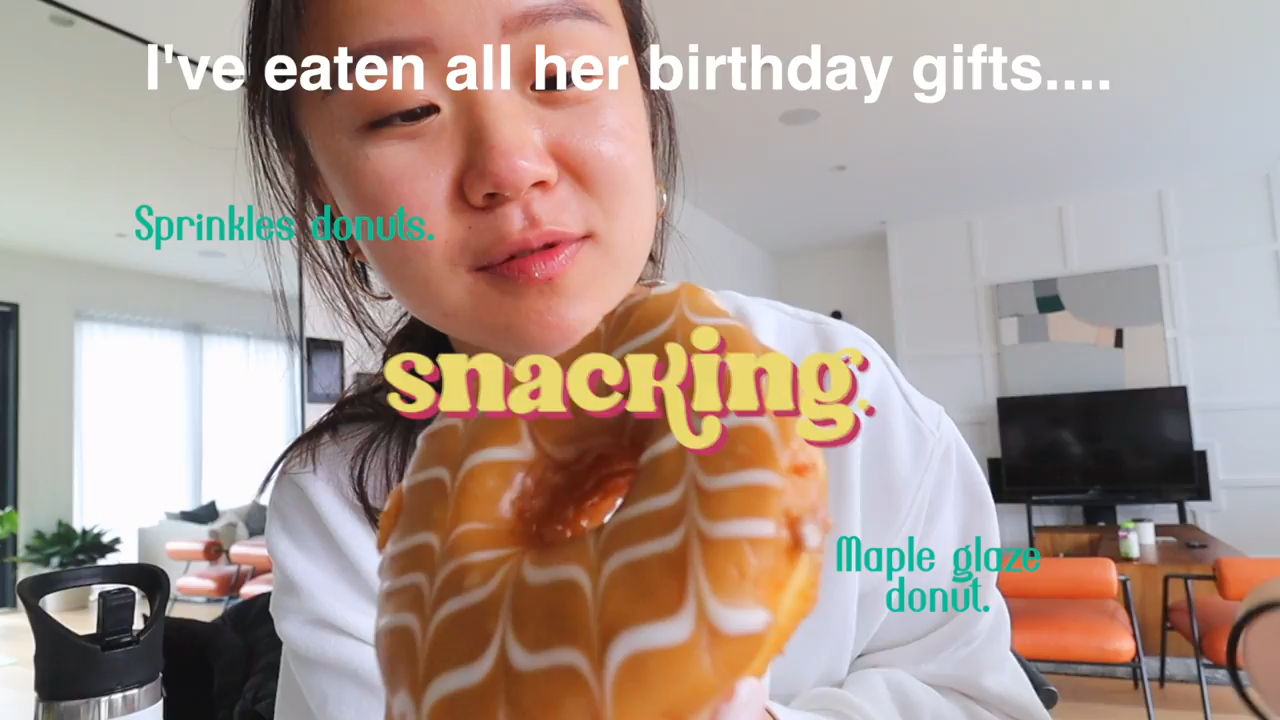 I've eaten all her birthday gifts....
Sprinkles donuts.
snacking.
Maple glaze
donut.